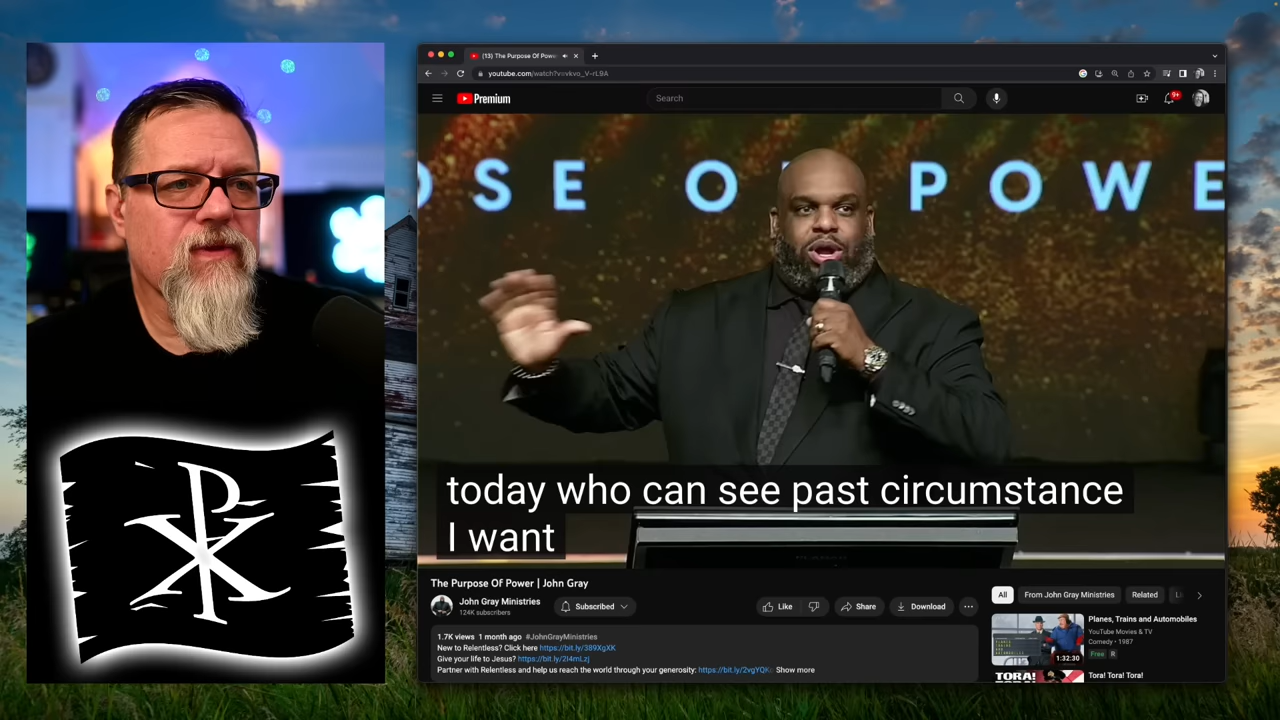 (13) The Purpose Of Powe
youtube.com/watch?v=vkvo_V-rL9A
Premium
Search
9+
OSE OF POWE
today who can see past circumstance
I want
The Purpose Of Power | John Gray
John Gray Ministries
124K subscribers
Subscribed
Like
Share
Download
1.7K views 1 month ago #JohnGrayMinistries
New to Relentless? Click here https://bit.ly/389XgXK
Give your life to Jesus? https://bit.ly/2I4mLzj
Partner with Relentless and help us reach the world through your generosity: https://bit.ly/2vgYQK Show more
All
From John Gray Ministries
Related
Planes, Trains and Automobiles
YouTube Movies & TV
Comedy • 1987
Free R
1:32:30
TORA! TORA!
Tora! Tora! Tora!